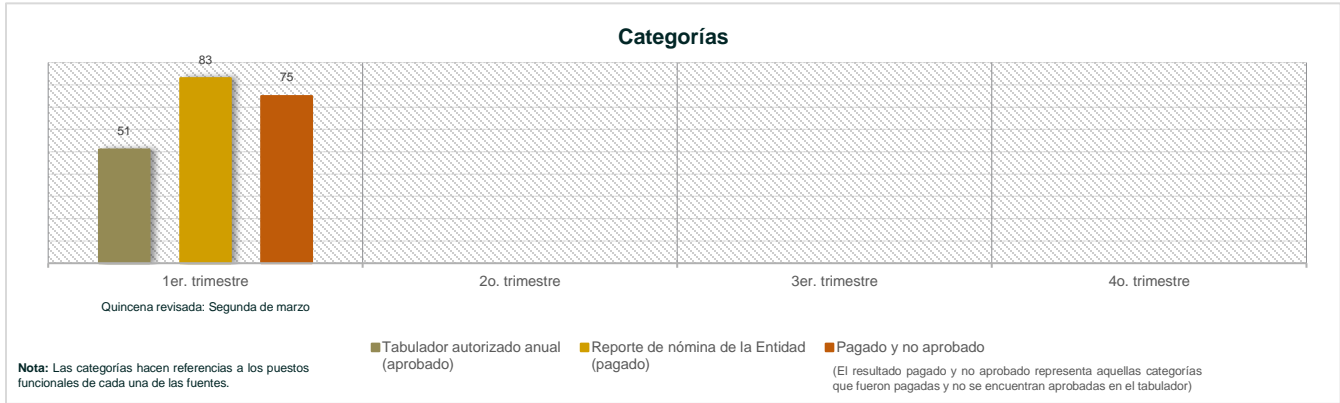 Categorías
51
83
75
1er. trimestre
2o. trimestre
3er. trimestre
4o. trimestre
Quincena revisada: Segunda de marzo
Tabulador autorizado anual
(aprobado)
Reporte de nómina de la Entidad
(pagado)
Pagado y no aprobado
(El resultado pagado y no aprobado representa aquellas categorías
que fueron pagadas y no se encuentran aprobadas en el tabulador)
Nota: Las categorías hacen referencias a los puestos
funcionales de cada una de las fuentes.